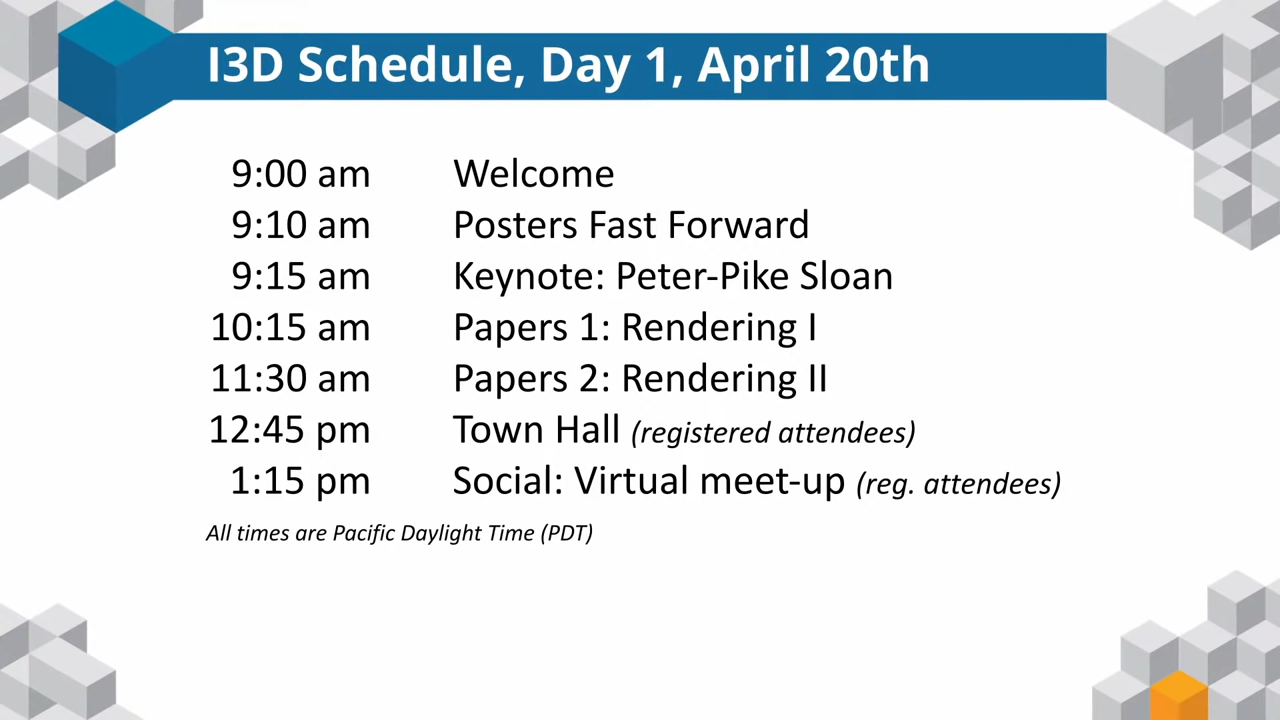 I3D Schedule, Day 1, April 20th
9:00 am Welcome
9:10 am Posters Fast Forward
9:15 am Keynote: Peter-Pike Sloan
10:15 am Papers 1: Rendering I
11:30 am Papers 2: Rendering II
12:45 pm Town Hall (registered attendees)
1:15 pm Social: Virtual meet-up (reg. attendees)
All times are Pacific Daylight Time (PDT)